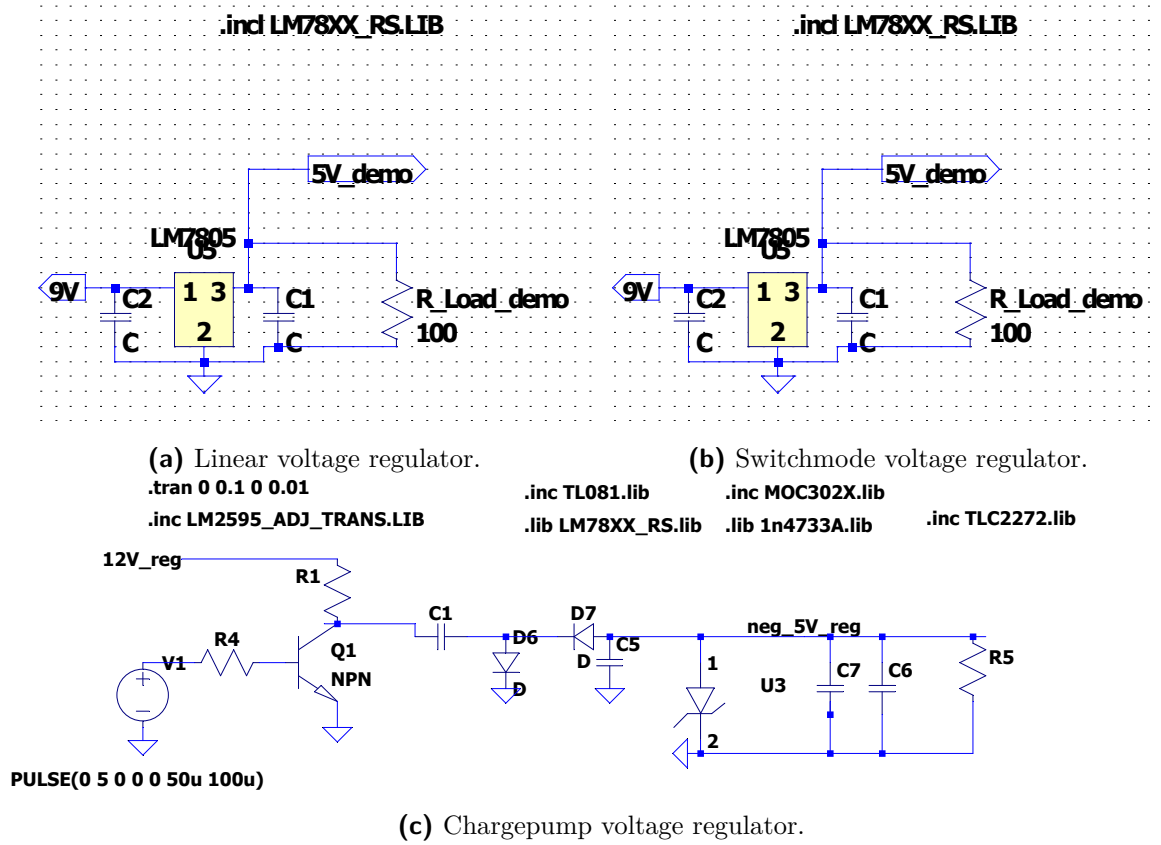 .incl LM78XX_RS.LIB
5V_demo
LM7805
U5
9V
C2
1 3
C1
R_Load_demo
C
2
C
100
(a) Linear voltage regulator.
.incl LM78XX_RS.LIB
5V_demo
LM7805
U5
9V
C2
1 3
C1
R_Load_demo
C
2
C
100
(b) Switchmode voltage regulator.
.tran 0 0.1 0 0.01
.inc LM2595_ADJ_TRANS.LIB
.inc TL081.lib
.lib LM78XX_RS.lib
.inc MOC302X.lib
.lib 1n4733A.lib
.inc TLC2272.lib
12V_reg
R1
C1
D6
D7
C5
neg_5V_reg
R4
V1
Q1
NPN
D
D
1
U3
C7
C6
R5
2
PULSE(0 5 0 0 0 50u 100u)
(c) Chargepump voltage regulator.